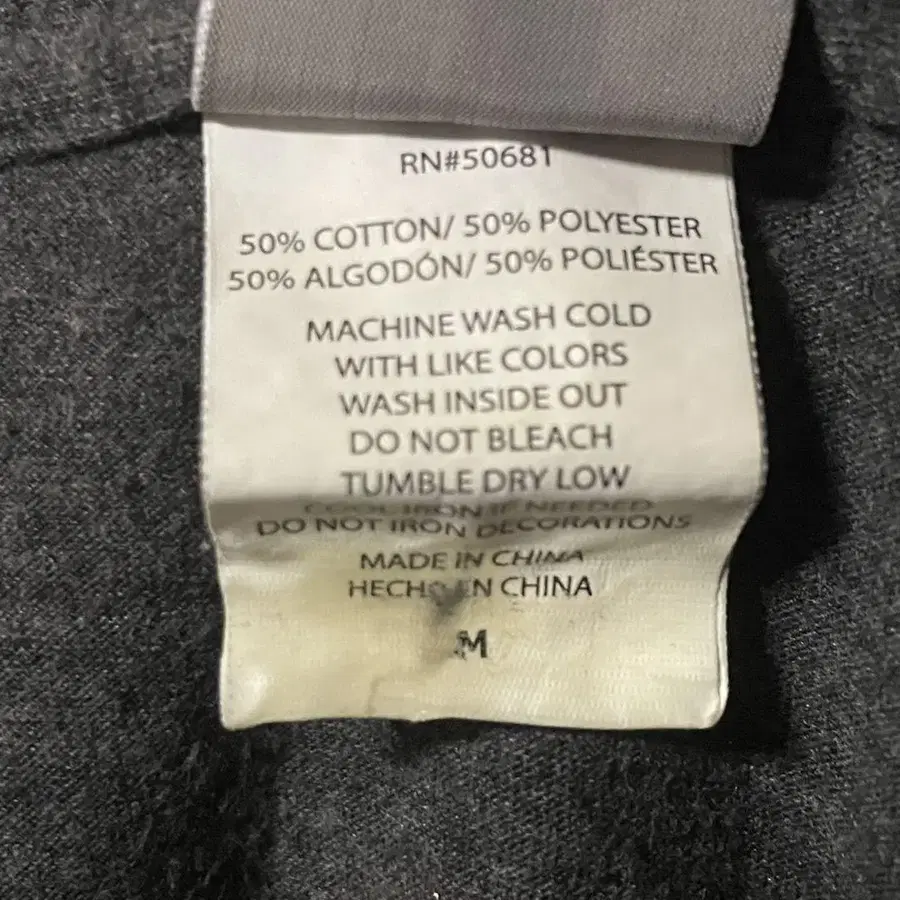 RN#50681
50% COTTON/ 50% POLYESTER
50% ALGODÓN/ 50% POLIÉSTER
MACHINE WASH COLD
WITH LIKE COLORS
WASH INSIDE OUT
DO NOT BLEACH
TUMBLE DRY LOW
COOL IRON IF NEEDED
DO NOT IRON DECORATIONS
MADE IN CHINA
HECHO EN CHINA
M